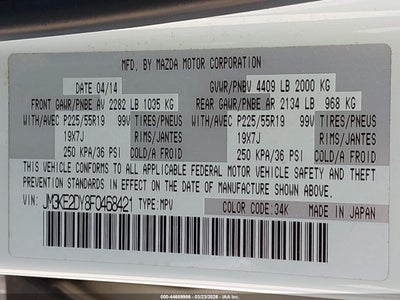 MFD. BY MAZDA MOTOR CORPORATION
DATE 04/14 GVWR/PNBV 4409 LB 2000 KG
FRONT GAWR/PNBE AV 2282 LB 1035 KG REAR GAWR/PNBE AR 2134 LB 968 KG
WITH/AVEC P225/55R19 99V TIRES/PNEUS WITH/AVEC P225/55R19 99V TIRES/PNEUS
19X7J RIMS/JANTES 19X7J RIMS/JANTES
250 KPA/36 PSI COLD/A FROID 250 KPA/36 PSI COLD/A FROID
THIS VEHICLE CONFORMS TO ALL APPLICABLE FEDERAL MOTOR VEHICLE SAFETY AND THEFT
PREVENTION STANDARDS IN EFFECT ON THE DATE OF MANUFACTURE SHOWN ABOVE.
VIN: JM3KE2DY8F0468421 TYPE: MPV COLOR CODE: 34K MADE IN JAPAN
000-44669966 - 03/23/2026 - IAA Inc.